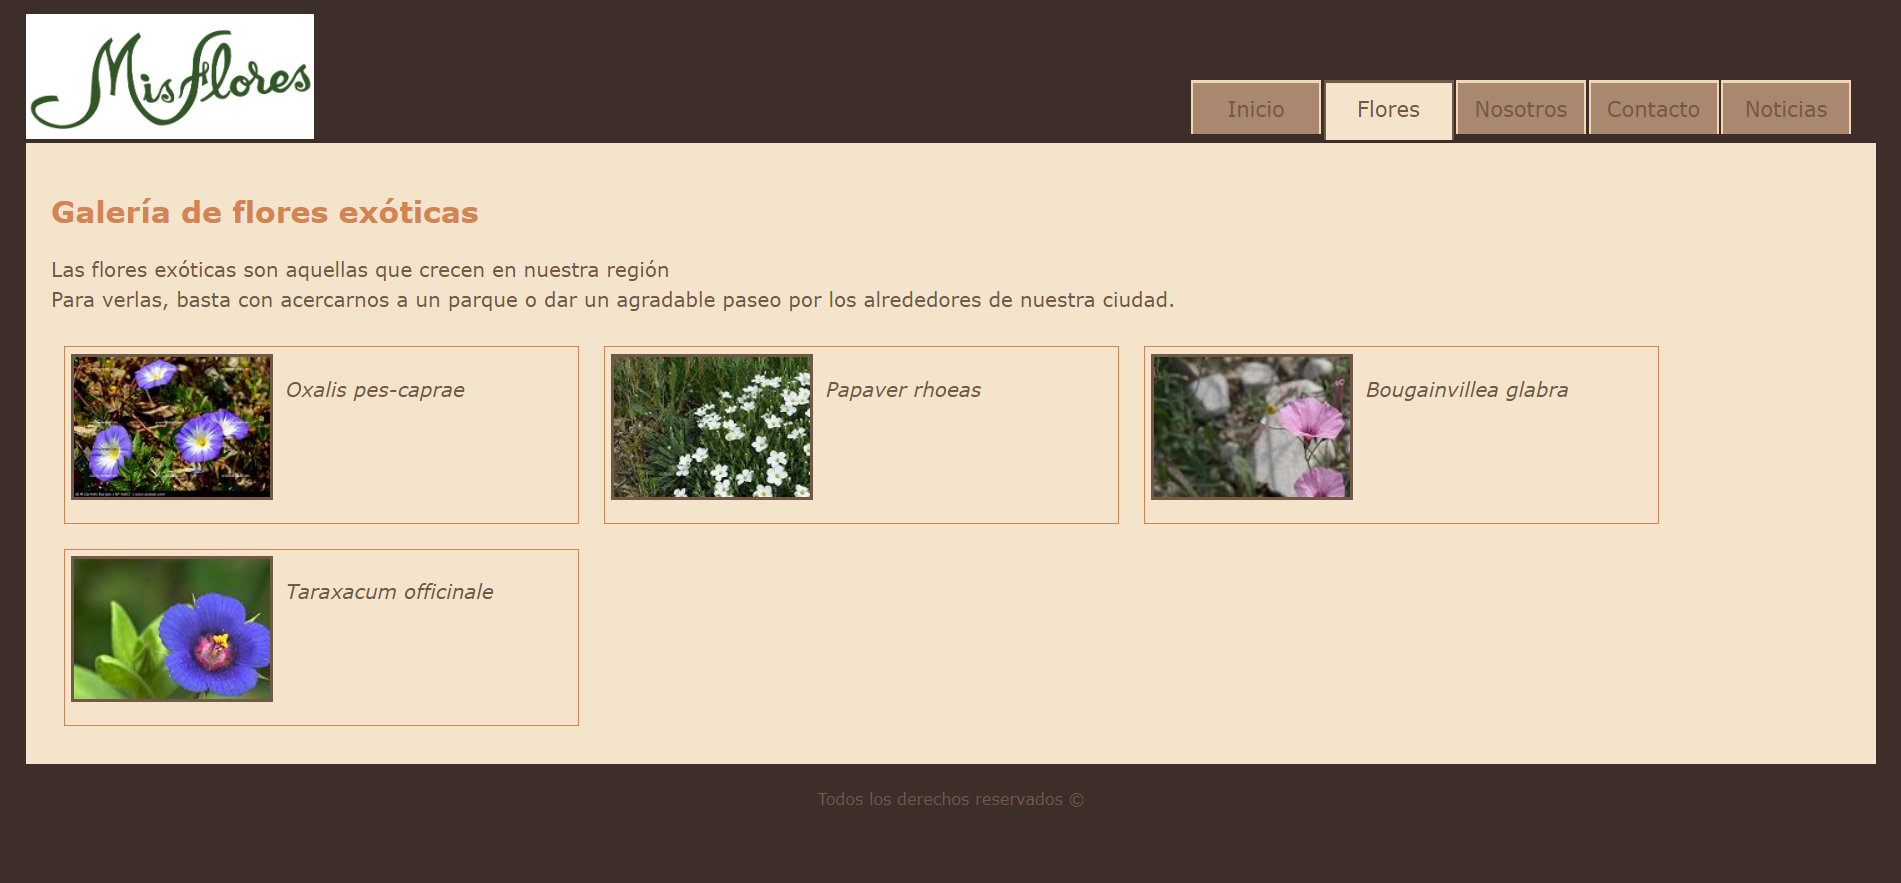 Mis Flores
Inicio
Flores
Nosotros
Contacto
Noticias
Galería de flores exóticas
Las flores exóticas son aquellas que crecen en nuestra región
Para verlas, basta con acercarnos a un parque o dar un agradable paseo por los alrededores de nuestra ciudad.
Oxalis pes-caprae
Papaver rhoeas
Bougainvillea glabra
Taraxacum officinale
Todos los derechos reservados ©